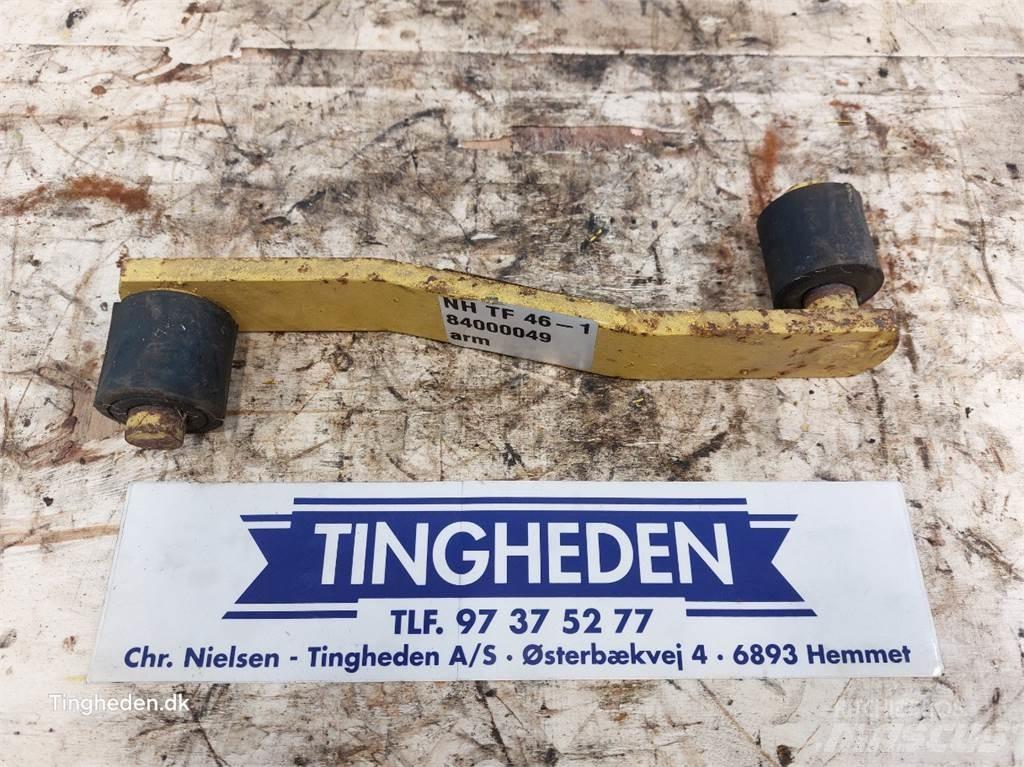 NH TF 46-1
84000049
arm
TINGHEDEN
TLF. 97 37 52 77
Chr. Nielsen - Tingheden A/S · Østerbækvej 4 · 6893 Hemmet
Tingheden.dk